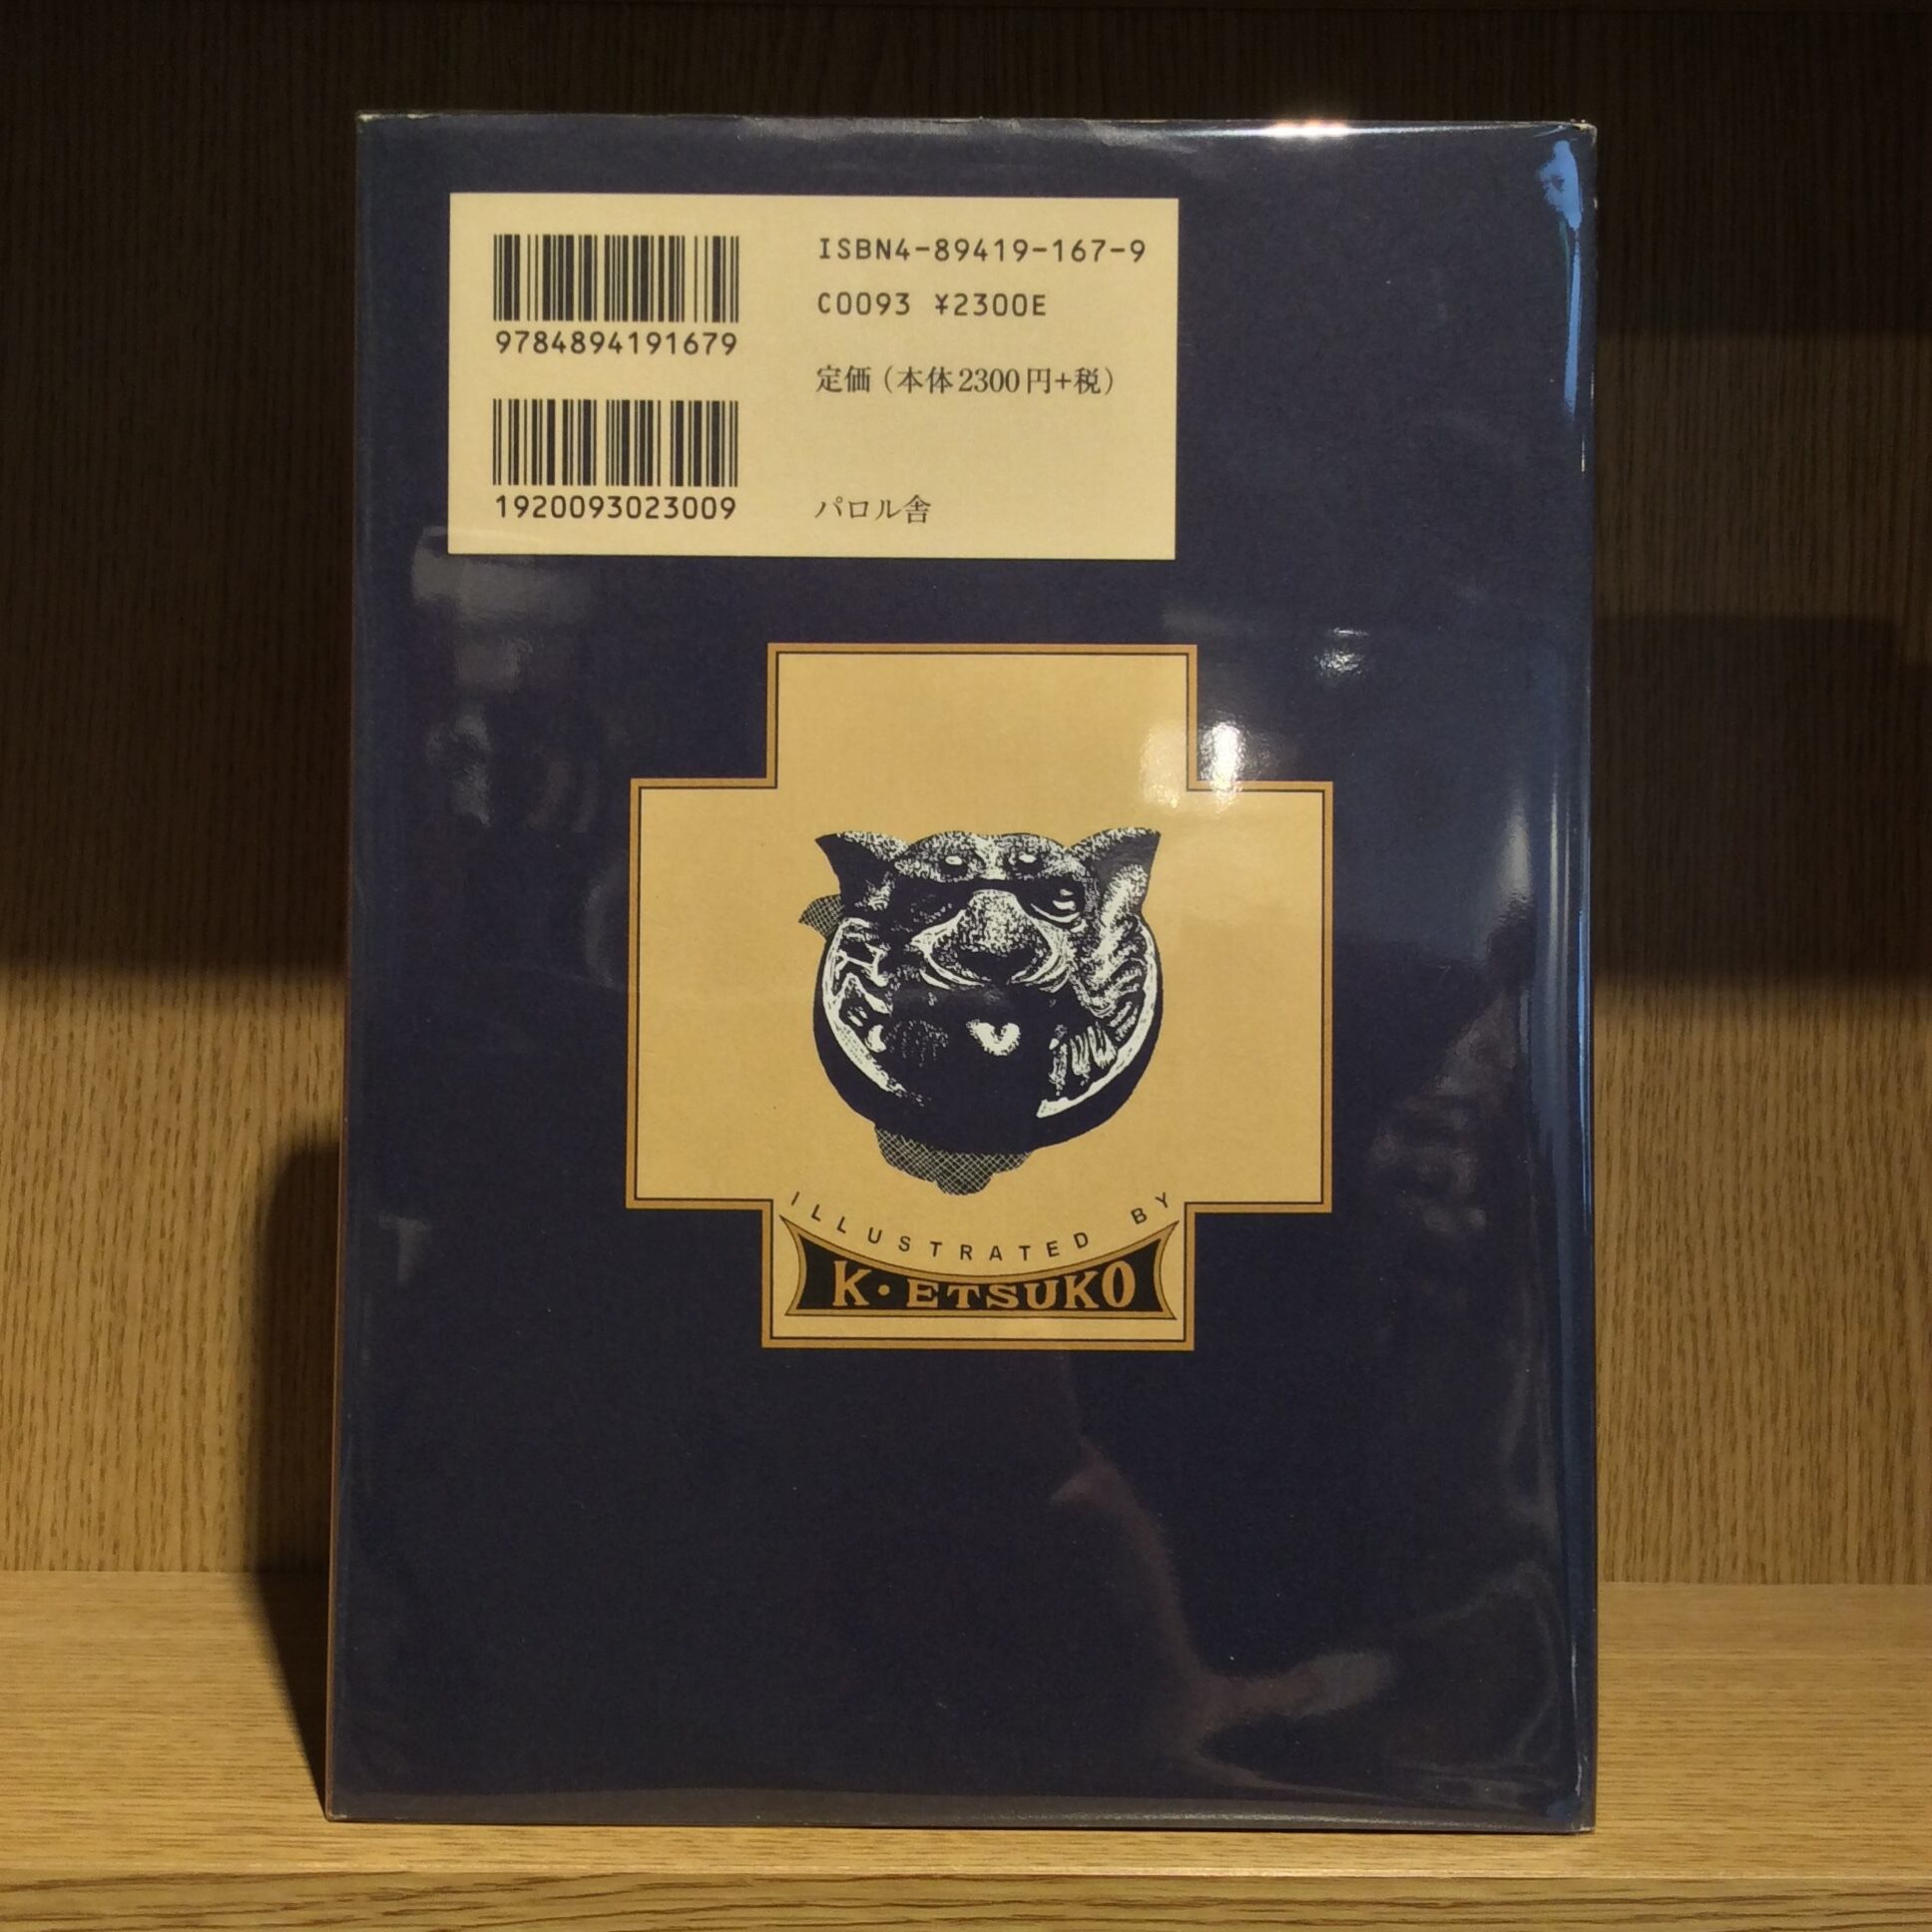 ISBN4-89419-167-9
C0093 ¥2300E
9784894191679
定価（本体2300円+税）
1920093023009
パロル舎
ILLUSTRATED BY
K・ETSUKO